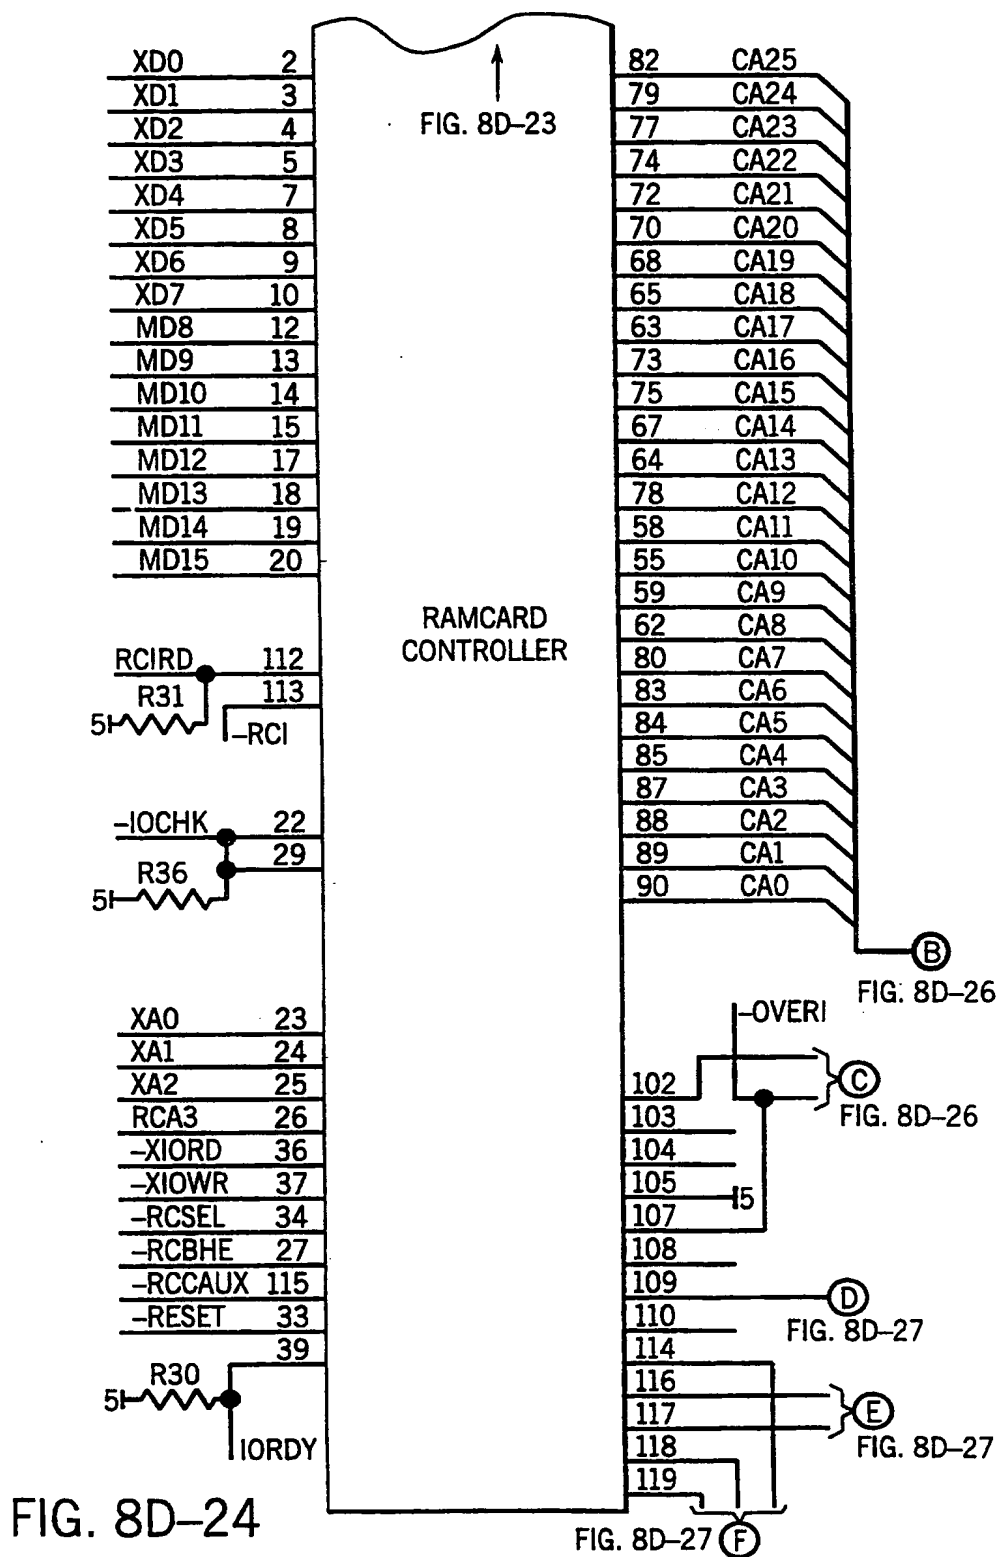 XD0 2
XD1 3
XD2 4
XD3 5
XD4 7
XD5 8
XD6 9
XD7 10
MD8 12
MD9 13
MD10 14
MD11 15
MD12 17
MD13 18
MD14 19
MD15 20
RCIRD 112
R31 113
5
-RCI
-IOCHK 22
29
R36
5
XA0 23
XA1 24
XA2 25
RCA3 26
-XIORD 36
-XIOWR 37
-RCSEL 34
-RCBHE 27
-RCCAUX 115
-RESET 33
39
R30
5
IORDY
FIG. 8D-23
RAMCARD
CONTROLLER
82 CA25
79 CA24
77 CA23
74 CA22
72 CA21
70 CA20
68 CA19
65 CA18
63 CA17
73 CA16
75 CA15
67 CA14
64 CA13
78 CA12
58 CA11
55 CA10
59 CA9
62 CA8
80 CA7
83 CA6
84 CA5
85 CA4
87 CA3
88 CA2
89 CA1
90 CA0
B
FIG. 8D-26
-OVERI
102
C
FIG. 8D-26
103
104
105 5
107
108
109 D
FIG. 8D-27
110
114
116
E
117
FIG. 8D-27
118
119
FIG. 8D-27 F
FIG. 8D-24